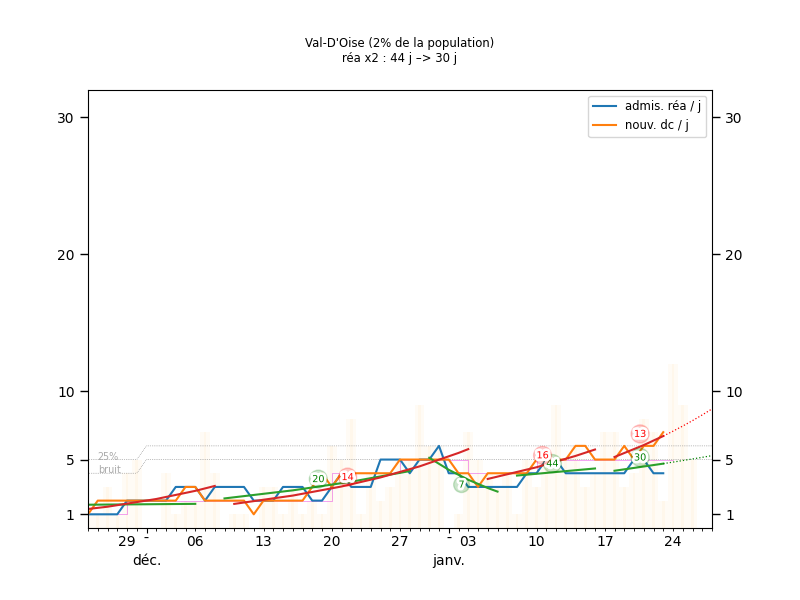 Val-D'Oise (2% de la population)
réa x2 : 44 j –> 30 j
admis. réa / j
nouv. dc / j
30
30
20
20
10
10
5
5
1
1
25%
bruit
20
14
7
16
44
13
30
29 - 06 13 20 27 - 03 10 17 24
déc. janv.